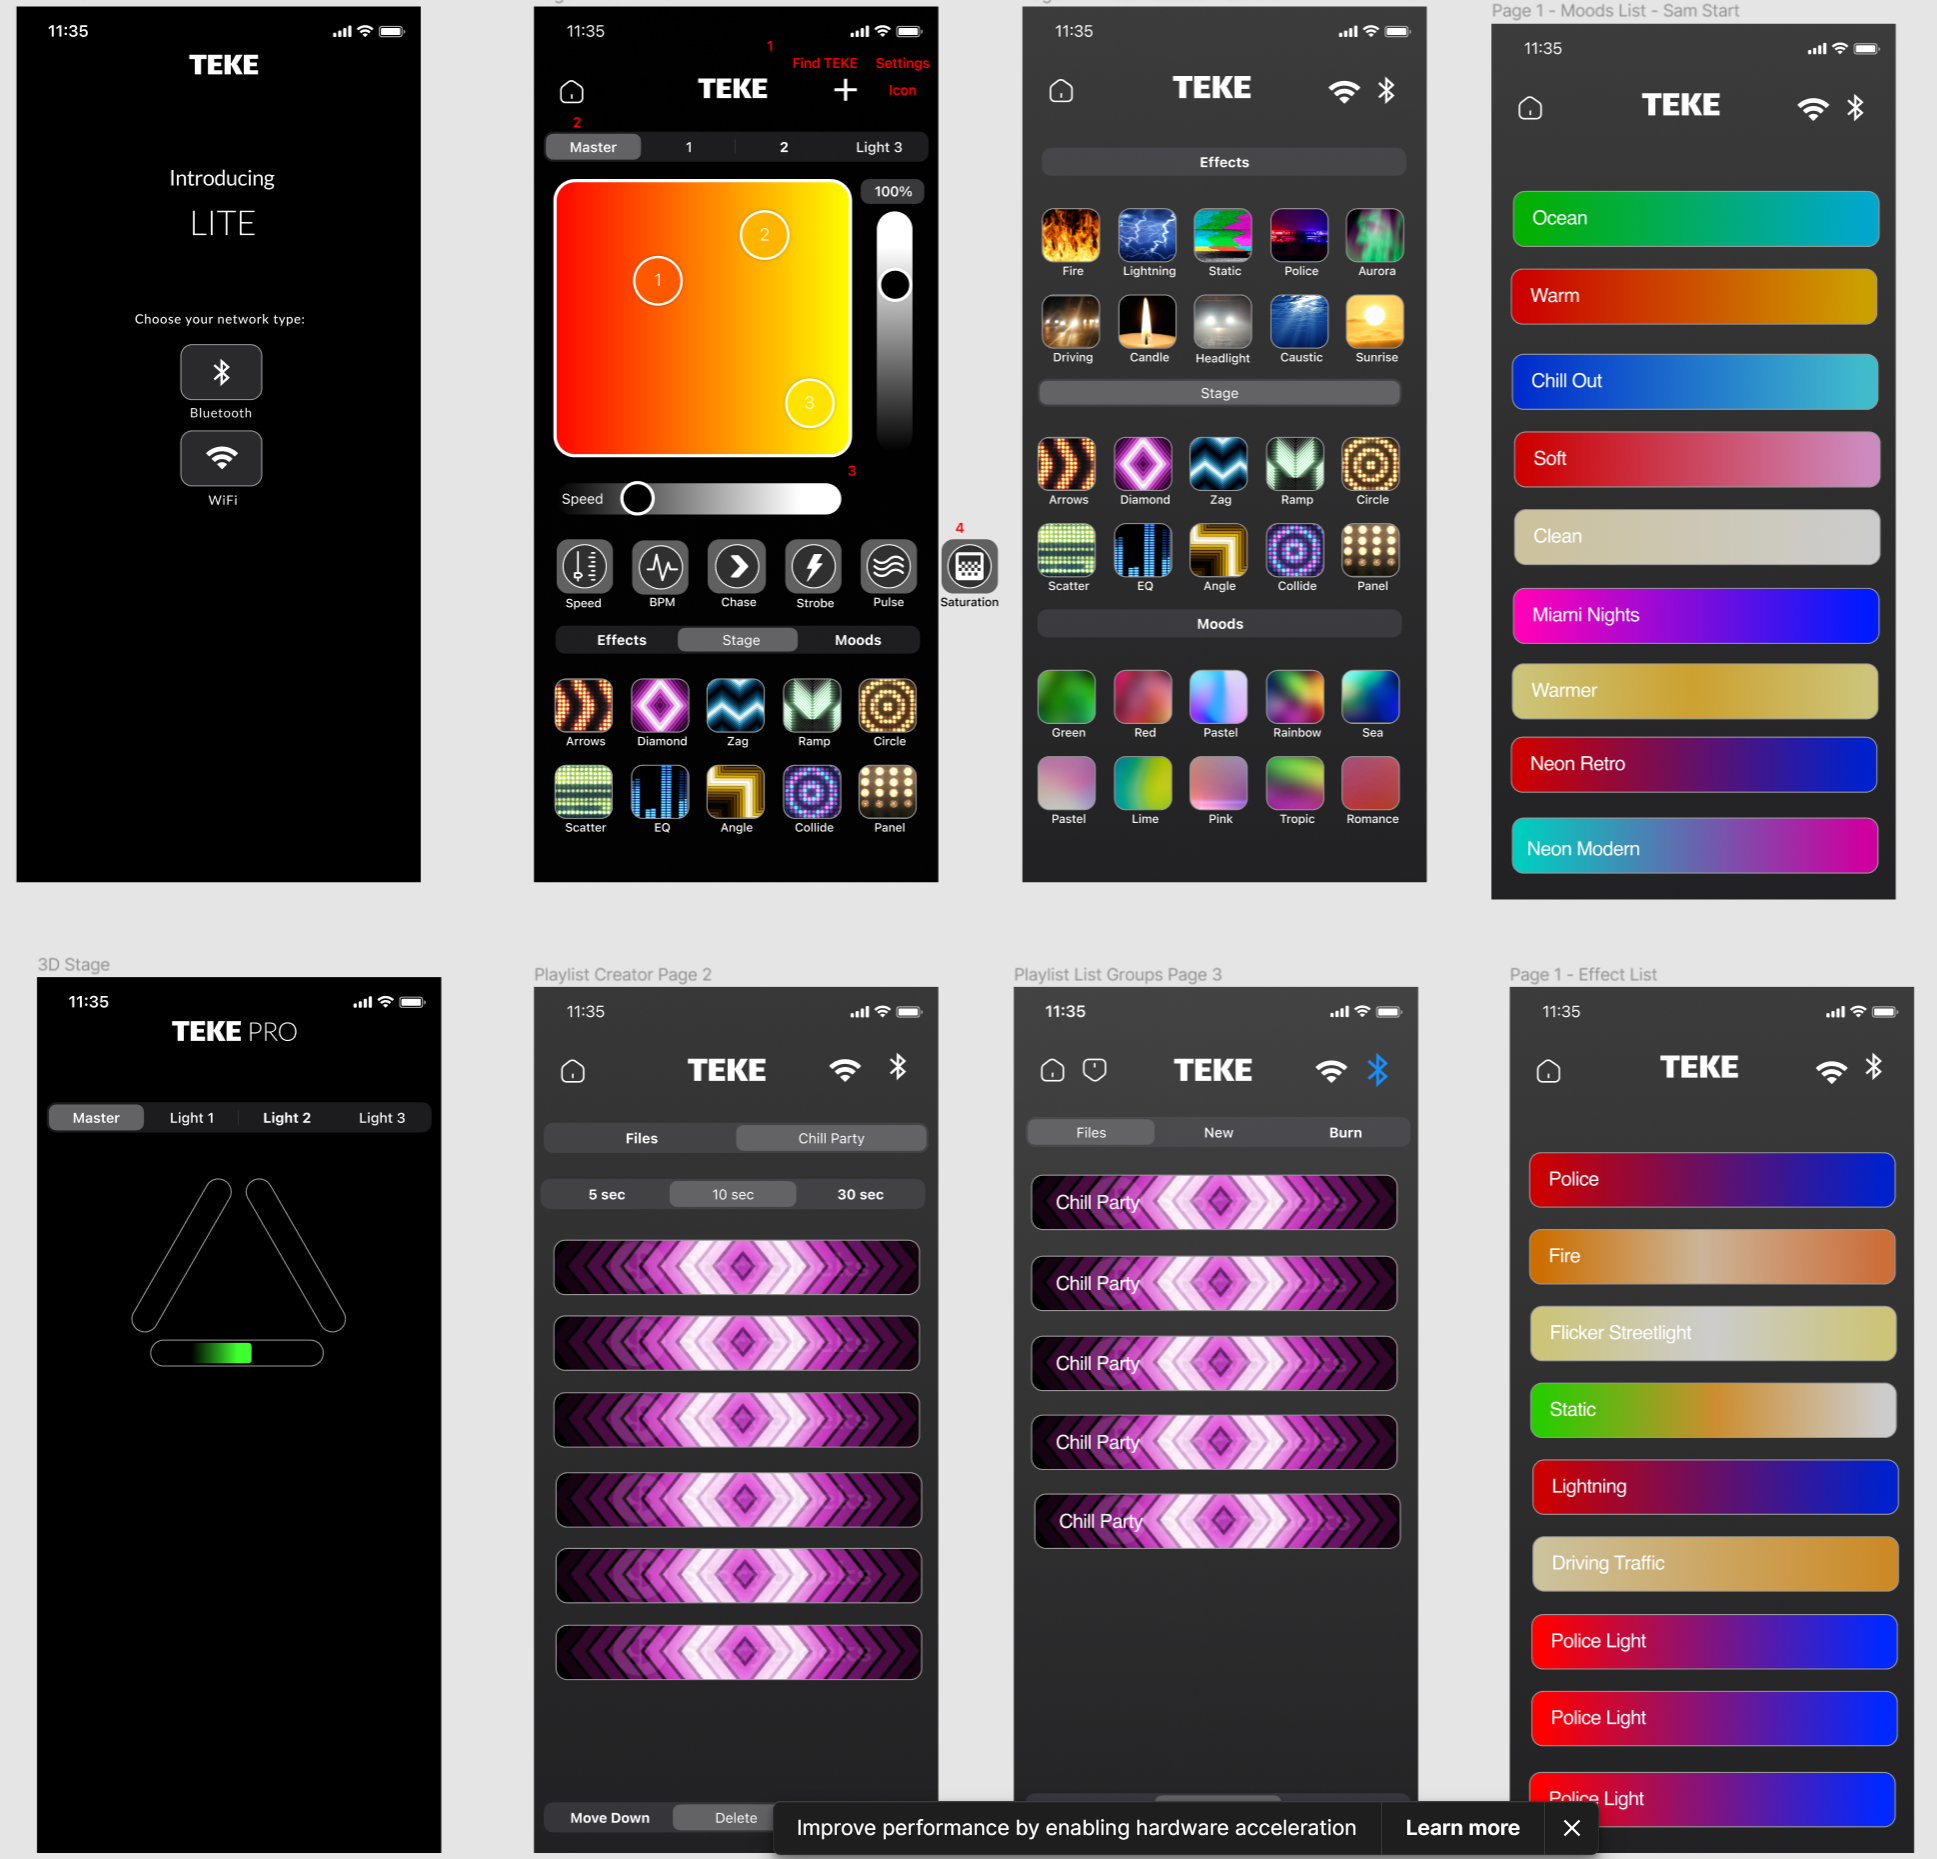 11:35
TEKE
Introducing
LITE
Choose your network type:
Bluetooth
WiFi
11:35
1
Find TEKE Settings
TEKE Icon
2
Master 1 2 Light 3
100%
2
1
3
3
Speed
4
Speed BPM Chase Strobe Pulse Saturation
Effects Stage Moods
Arrows Diamond Zag Ramp Circle
Scatter EQ Angle Collide Panel
11:35
TEKE
Effects
Fire Lightning Static Police Aurora
Driving Candle Headlight Caustic Sunrise
Stage
Arrows Diamond Zag Ramp Circle
Scatter EQ Angle Collide Panel
Moods
Green Red Pastel Rainbow Sea
Pastel Lime Pink Tropic Romance
Page 1 - Moods List - Sam Start
11:35
TEKE
Ocean
Warm
Chill Out
Soft
Clean
Miami Nights
Warmer
Neon Retro
Neon Modern
3D Stage
11:35
TEKE PRO
Master Light 1 Light 2 Light 3
Playlist Creator Page 2
11:35
TEKE
Files Chill Party
5 sec 10 sec 30 sec
Move Down Delete
Playlist List Groups Page 3
11:35
TEKE
Files New Burn
Chill Party
Chill Party
Chill Party
Chill Party
Chill Party
Page 1 - Effect List
11:35
TEKE
Police
Fire
Flicker Streetlight
Static
Lightning
Driving Traffic
Police Light
Police Light
Police Light
Improve performance by enabling hardware acceleration Learn more